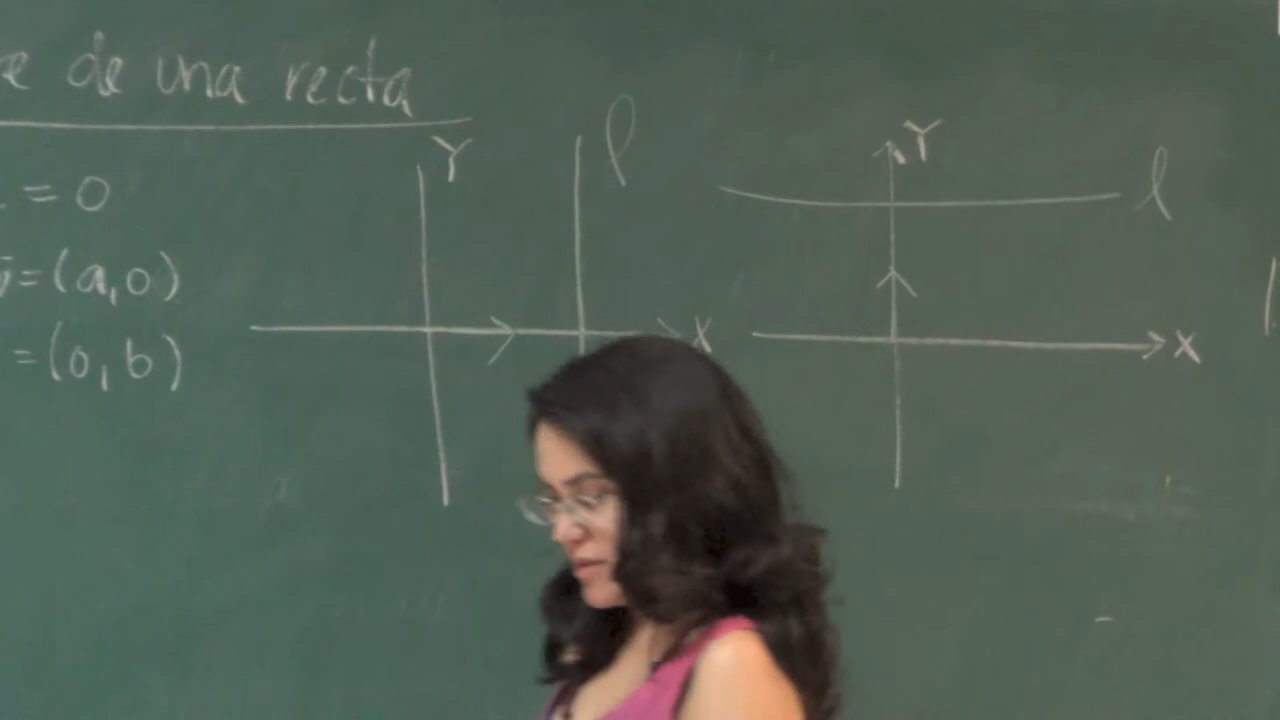 de una recta
= 0
=(a,0)
=(0,b)
Y
l
X
Y
l
X